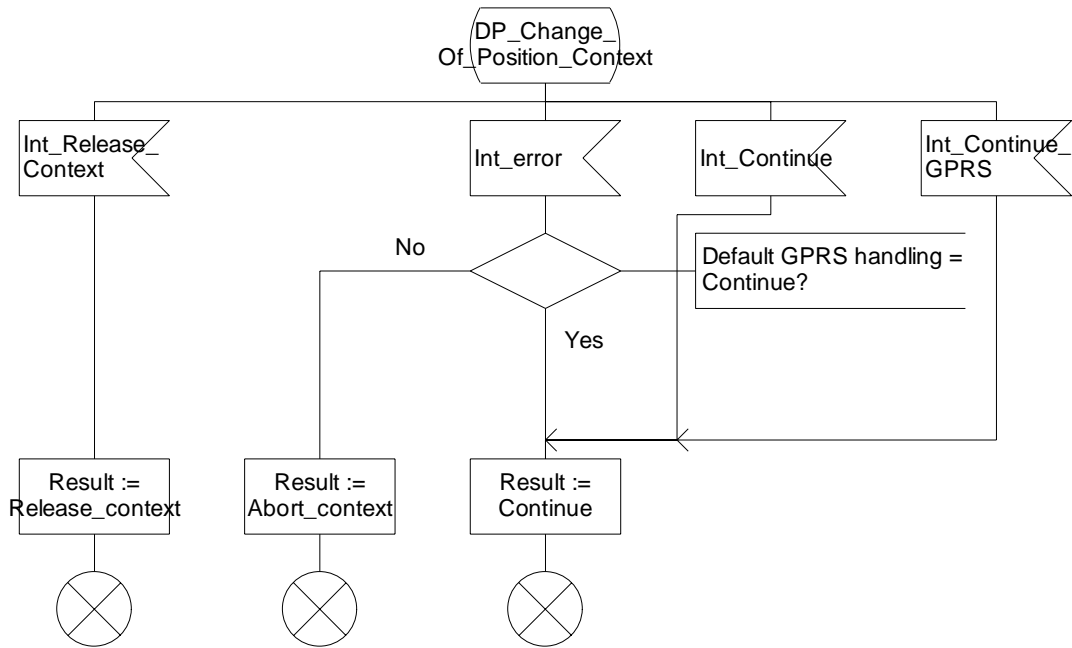 DP_Change_
Of_Position_Context
Int_Release_
Context
Int_error
Int_Continue
Int_Continue_
GPRS
No
Default GPRS handling =
Continue?
Yes
Result :=
Release_context
Result :=
Abort_context
Result :=
Continue